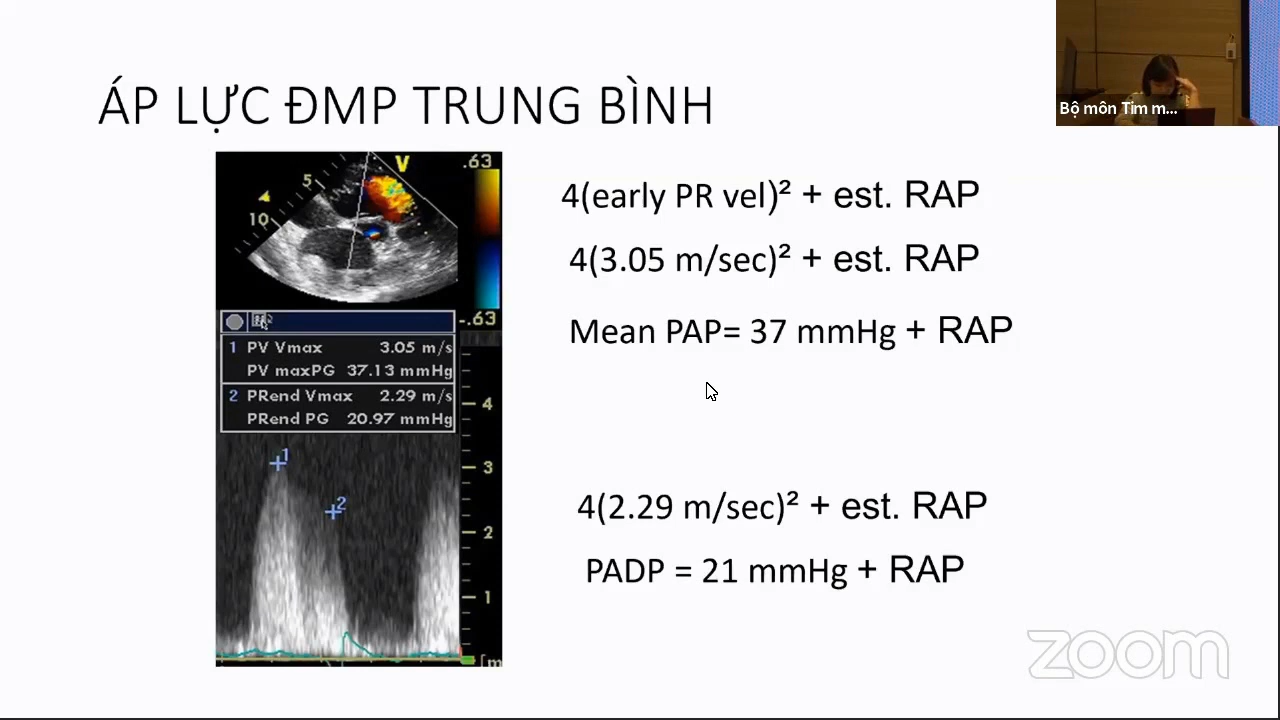 ÁP LỰC ĐMP TRUNG BÌNH
Bộ môn Tim m...
V
.63
5
10
-.63
1 PV Vmax 3.05 m/s
PV maxPG 37.13 mmHg
2 PRend Vmax 2.29 m/s
PRend PG 20.97 mmHg
4
3
2
1
1
2
[m
4(early PR vel)² + est. RAP
4(3.05 m/sec)² + est. RAP
Mean PAP= 37 mmHg + RAP
4(2.29 m/sec)² + est. RAP
PADP = 21 mmHg + RAP
zoom